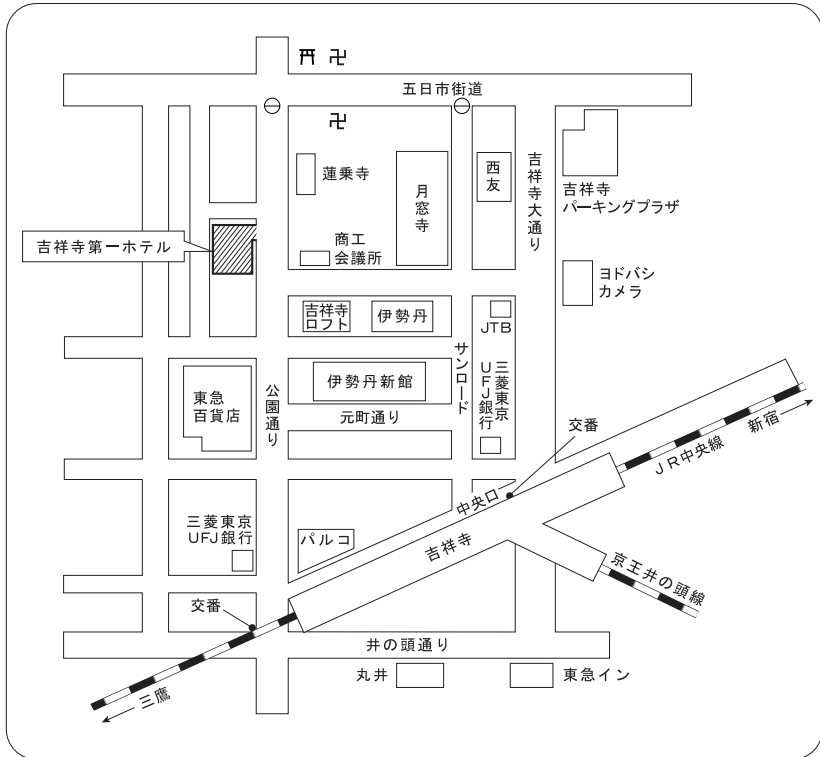 卍
五日市街道
卍
蓮乗寺
月窓寺
西友
吉祥寺大通り
吉祥寺
パーキングプラザ
吉祥寺第一ホテル
商工
会議所
ヨドバシ
カメラ
吉祥寺
ロフト
伊勢丹
JTB
サンロード
三菱東京
UFJ銀行
東急
百貨店
公園通り
伊勢丹新館
元町通り
交番
新宿
JR中央線
中央口
吉祥寺
三菱東京
UFJ銀行
パルコ
京王井の頭線
交番
井の頭通り
丸井
東急イン
三鷹